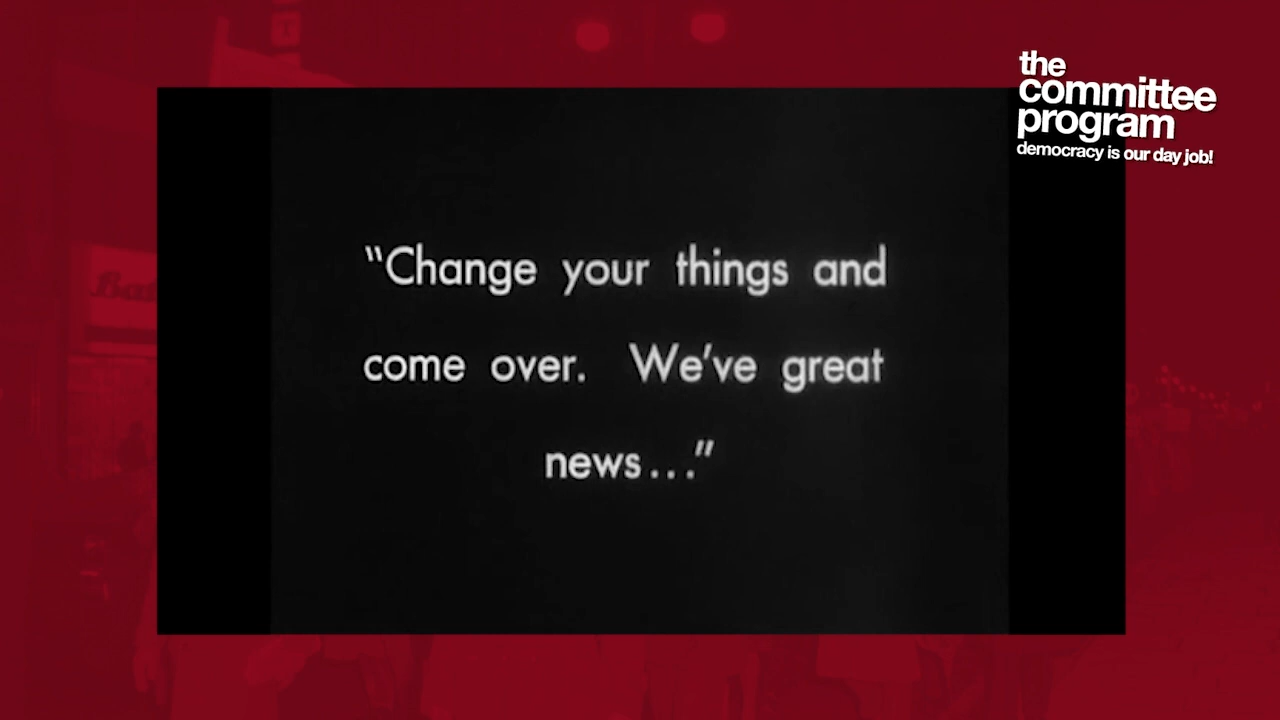 the
committee
program
democracy is our day job!
“Change your things and
come over. We’ve great
news...”